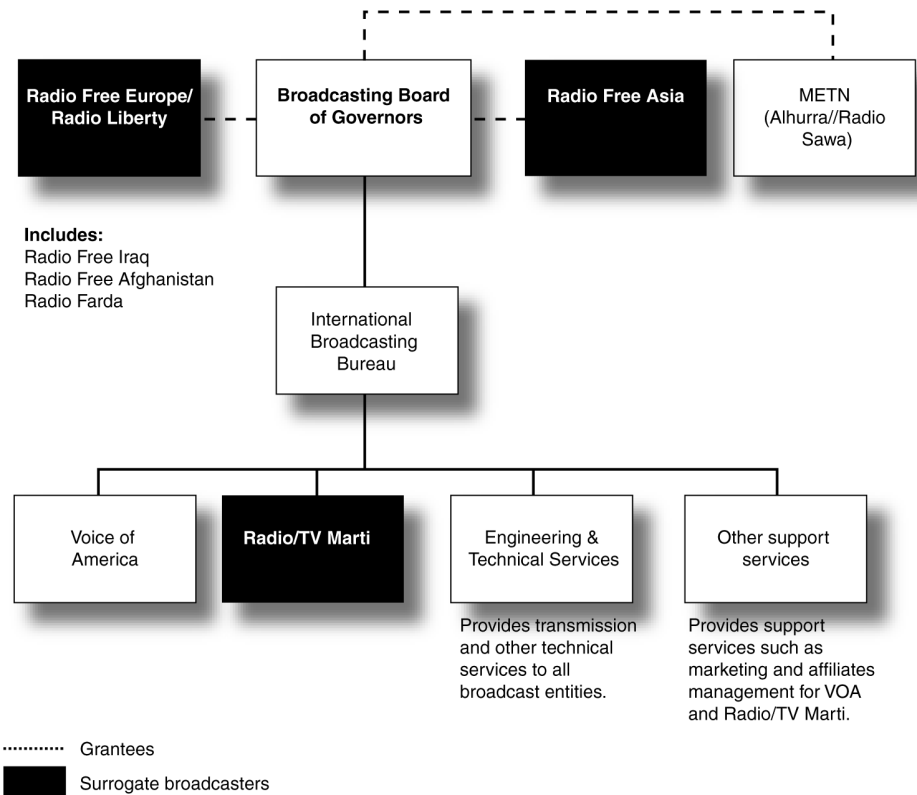 Radio Free Europe/
Radio Liberty
Broadcasting Board
of Governors
Radio Free Asia
METN
(Alhurra//Radio
Sawa)
Includes:
Radio Free Iraq
Radio Free Afghanistan
Radio Farda
International
Broadcasting
Bureau
Voice of
America
Radio/TV Marti
Engineering &
Technical Services
Other support
services
Provides transmission
and other technical
services to all
broadcast entities.
Provides support
services such as
marketing and affiliates
management for VOA
and Radio/TV Marti.
Grantees
Surrogate broadcasters